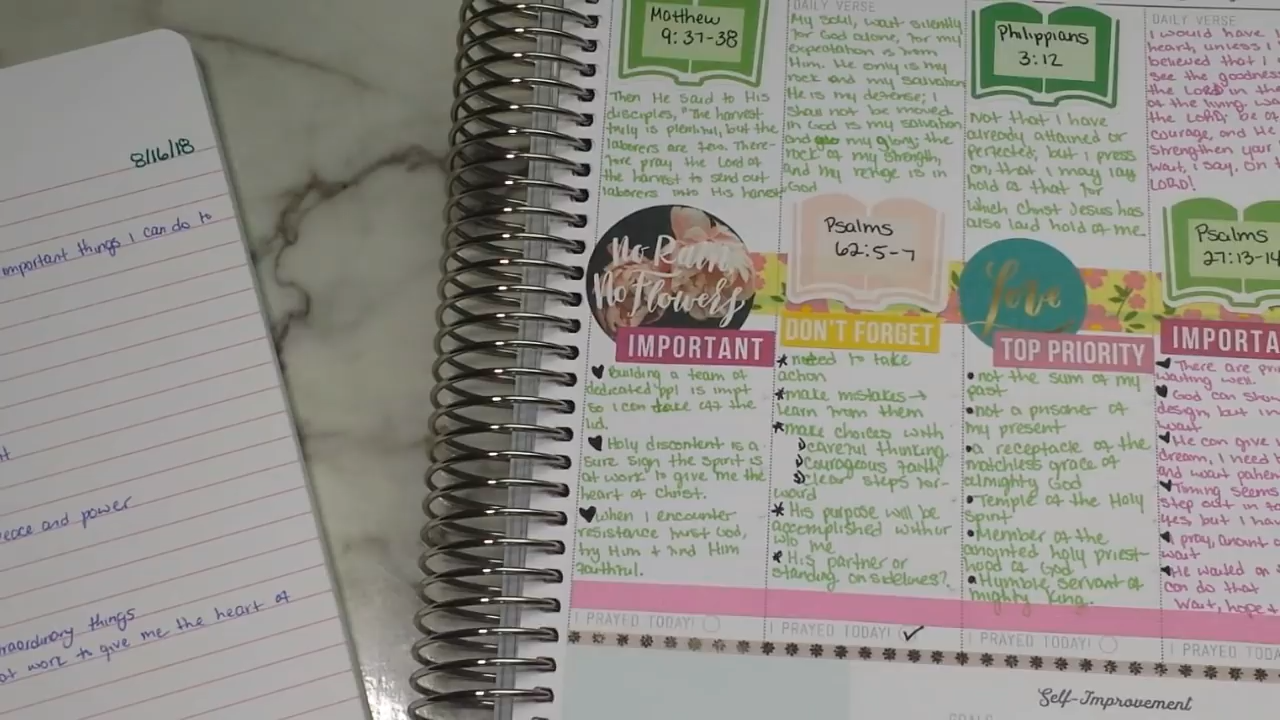 8/16/18
important things I can do to
peace and power
raordinary things
at work to give me the heart of
Matthew
9:37-38
Then He said to His
disciples, "The harvest
truly is plentiful, but the
laborers are few. There-
fore pray the Lord of
the harvest to send out
laborers into His harvest
No Rain
No Flowers
IMPORTANT
Building a team of
dedicated ppl is impt
so I can take off the
lid.
Holy discontent is a
sure sign the spirit is
at work to give me the
heart of Christ.
When I encounter
resistance trust God,
try Him + find Him
faithful.
I PRAYED TODAY!
DAILY VERSE
My soul, wait silently
for God alone, for my
expectation is from
Him. He only is my
rock and my salvation
He is my defense; I
shall not be moved
in God is my salvation
and my glory; the
rock of my strength,
and my refuge is in
God
Psalms
62:5-7
DON'T FORGET
* need to take
action
* make mistakes →
learn from them
* make choices with
careful thinking
courageous faith
clear steps for-
ward
* His purpose will be
accomplished with or
w/o me
* His partner or
standing on sidelines?
I PRAYED TODAY! ✓
Philippians
3:12
Not that I have
already attained or
perfected, but I press
on, that I may lay
hold of that for
which Christ Jesus has
also laid hold of me.
Love
TOP PRIORITY
• not the sum of my
past
• not a prisoner of
my present
• a receptacle of the
matchless grace of
almighty God
• Temple of the Holy
Spirit
• Member of the
anointed holy priest-
hood of God
• Humble servant of
mighty King.
I PRAYED TODAY!
DAILY VERSE
I would have
heart, unless I
believed that I
see the goodness
the LORD in the
of the living. Wa
the LORD; be of
courage, and He
strengthen your
wait, I say, on
LORD!
Psalms
27:13-14
IMPORTA
There are pri
waiting well.
God can sho
design, but in
wait
He can give
dream, I need
and wait patien
Timing seems
step out in fa
yes but I hav
I pray, anoint
wait
He waited on
can do that
Wait, hope +
I PRAYED TODA
Self-Improvement
GOALS